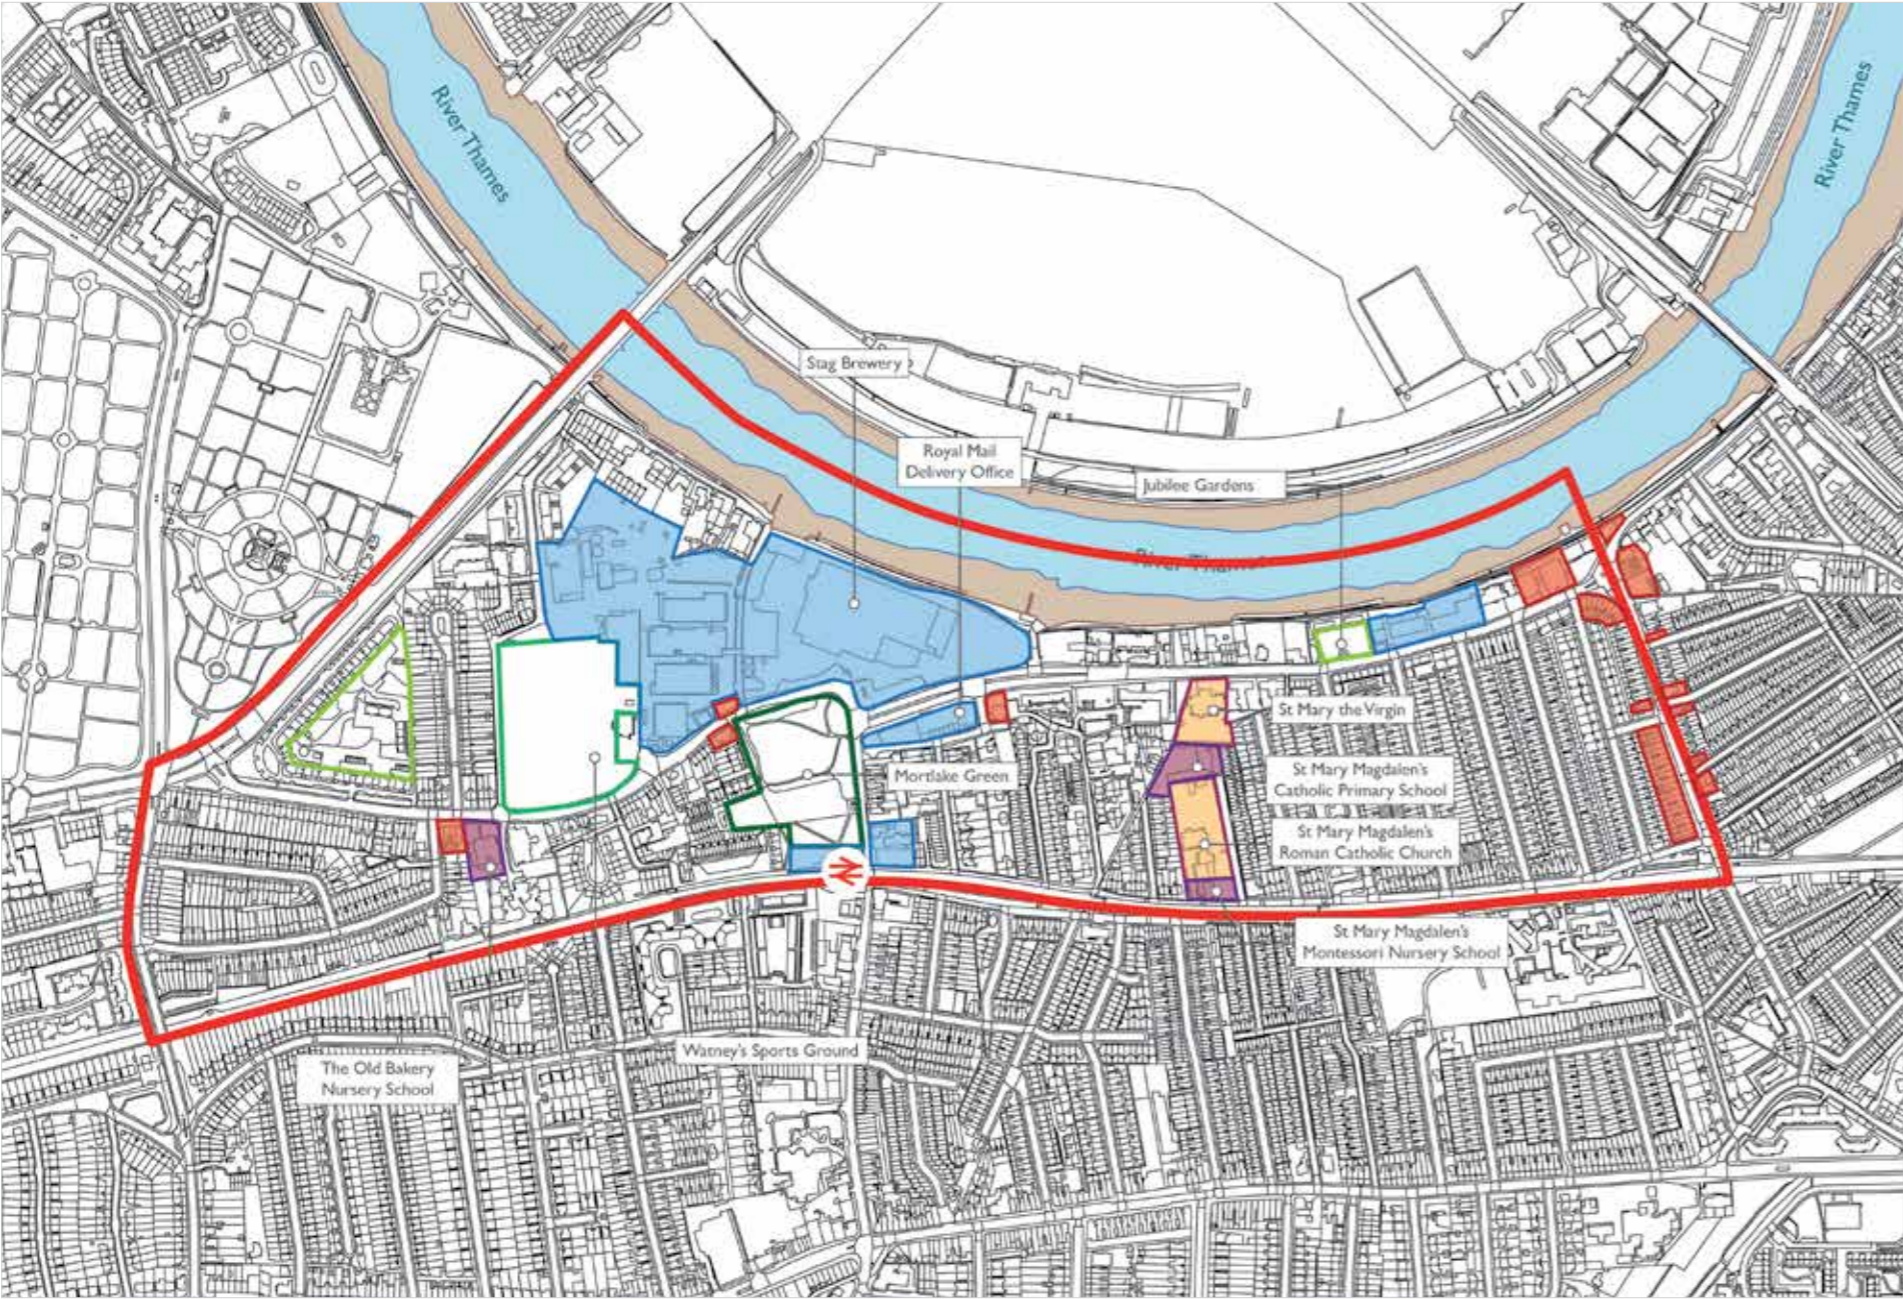 River Thames
River Thames
Stag Brewery
Royal Mail
Delivery Office
Jubilee Gardens
River Thames
St Mary the Virgin
Mortlake Green
St Mary Magdalen's
Catholic Primary School
St Mary Magdalen's
Roman Catholic Church
St Mary Magdalen's
Montessori Nursery School
Watney's Sports Ground
The Old Bakery
Nursery School